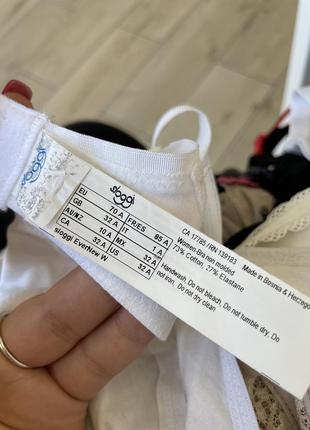 sloggi
sloggi
EU 70 A FR/ES 85 A
GB 32 A IT 1 A
AU/NZ 10 A MX 32 A
CA 32 A US 32 A
sloggi EverNew W
CA 17785 / RN 139183
Women-Bra non molded
73% Cotton, 27% Elastane
Made in Bosnia & Herzego
Handwash, Do not bleach, Do not tumble dry, Do
not iron, Do not dry clean